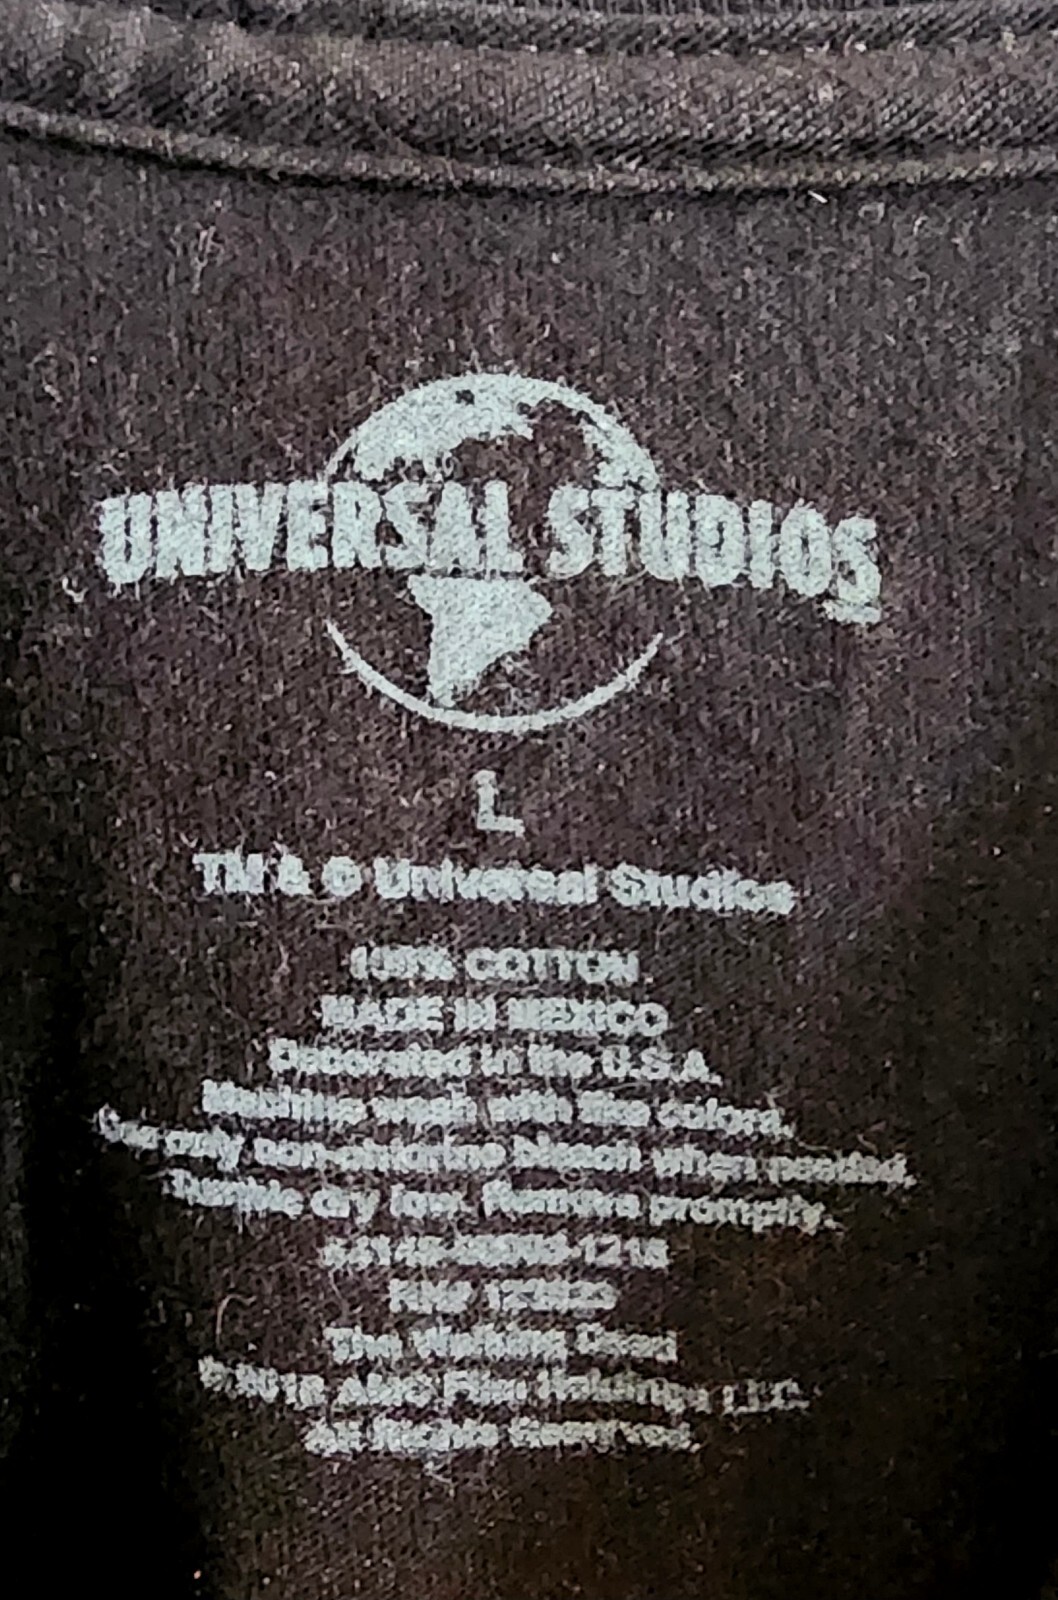 UNIVERSAL STUDIOS
L
TM & © Universal Studios
100% COTTON
MADE IN MEXICO
Decorated in the U.S.A.
Machine wash with like colors.
Use only non-chlorine bleach when needed.
Tumble dry low. Remove promptly.
RN#
The Walking Dead
AMC Film Holdings LLC.
All Rights Reserved.